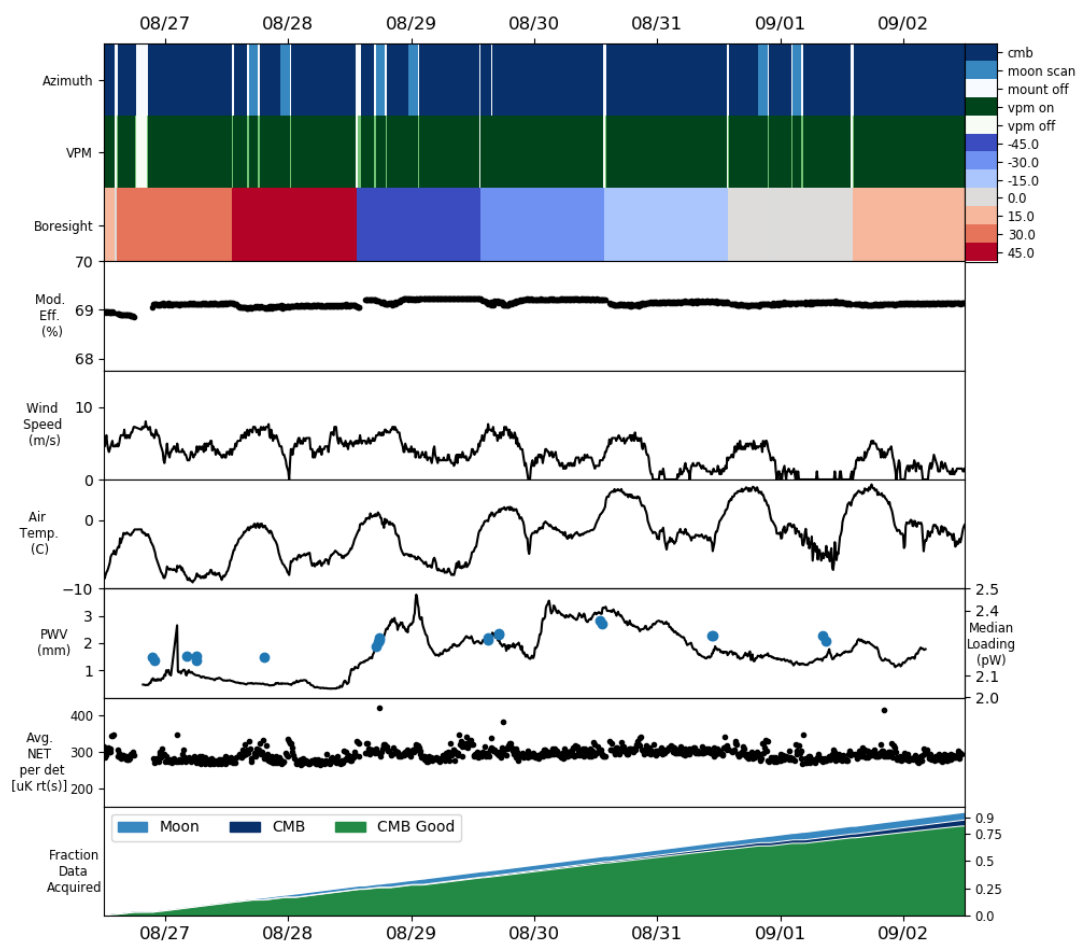 08/27 08/28 08/29 08/30 08/31 09/01 09/02
Azimuth
VPM
Boresight
cmb
moon scan
mount off
vpm on
vpm off
-45.0
-30.0
-15.0
0.0
15.0
30.0
45.0
70
69
68
Mod.
Eff.
(%)
10
0
Wind
Speed
(m/s)
0
−10
Air
Temp.
(C)
3
2
1
PWV
(mm)
2.5
2.4
2.2
2.1
2.0
Median
Loading
(pW)
400
300
200
Avg.
NET
per det
[uK rt(s)]
Moon CMB CMB Good
Fraction
Data
Acquired
0.9
0.75
0.5
0.25
0.0
08/27 08/28 08/29 08/30 08/31 09/01 09/02